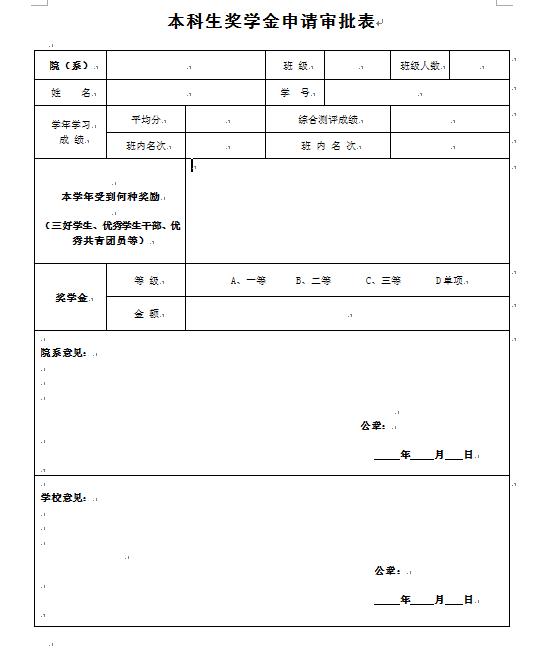 本科生奖学金申请审批表
院（系） 班 级 班级人数
姓 名 学 号
学年学习成 绩 平均分 综合测评成绩
班内名次 班 内 名 次
本学年受到何种奖励
（三好学生、优秀学生干部、优
秀共青团员等）
奖学金 等 级 A、一等 B、二等 C、三等 D单项
金 额
院系意见：
公章：
_____年____月___日
学校意见：
公章：
_____年____月___日